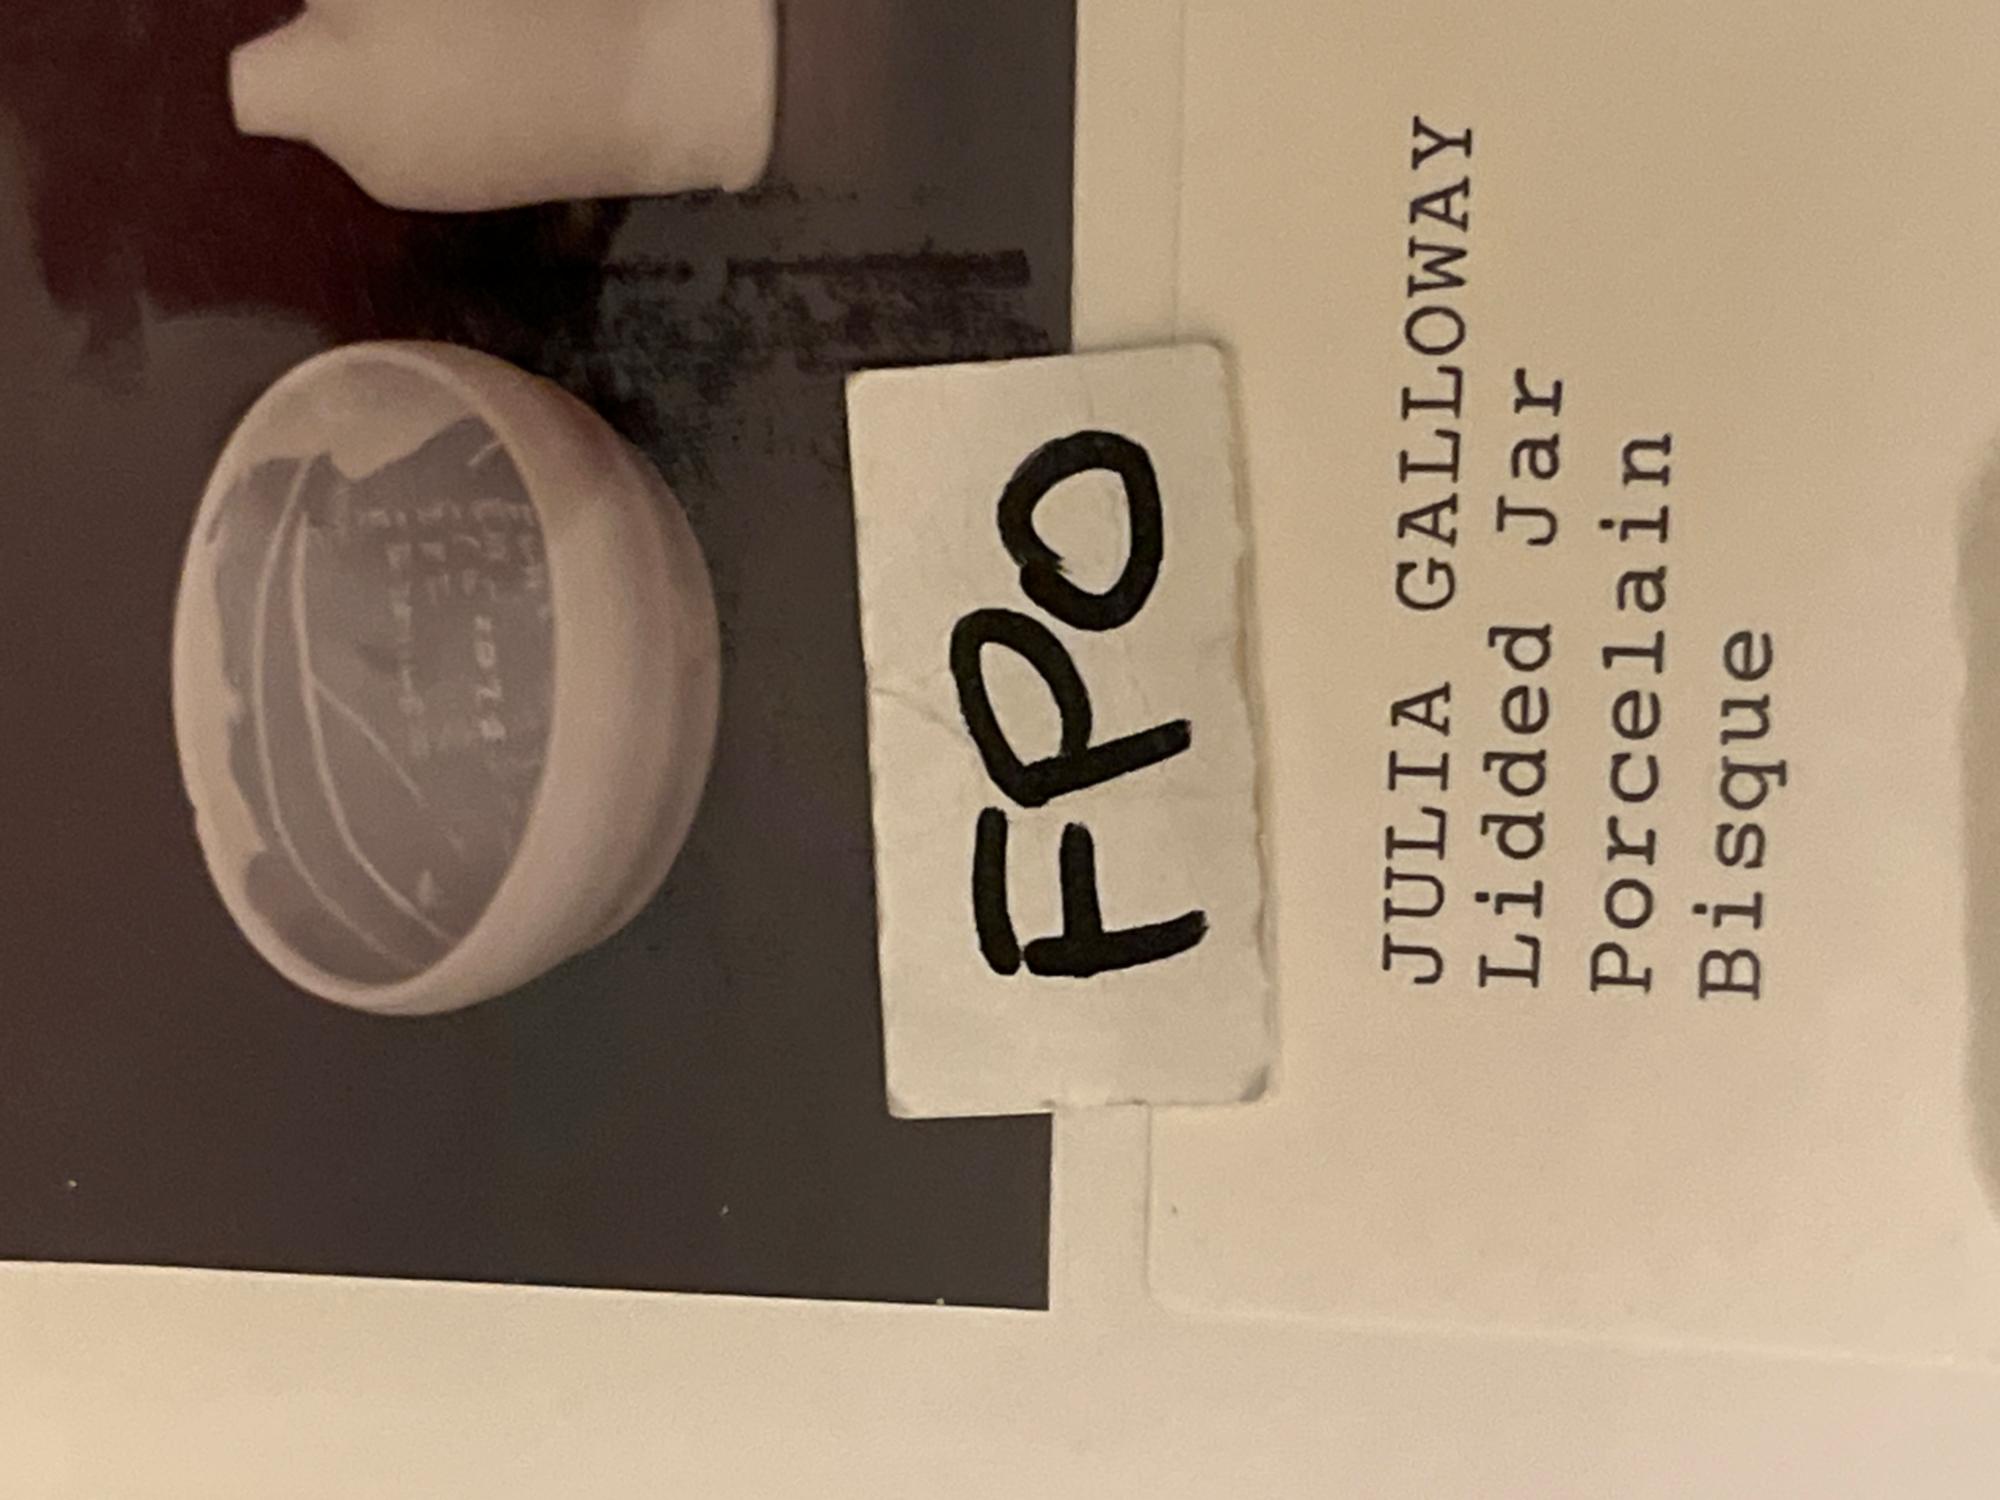 FPO
JULIA GALLOWAY
Lidded Jar
Porcelain
Bisque